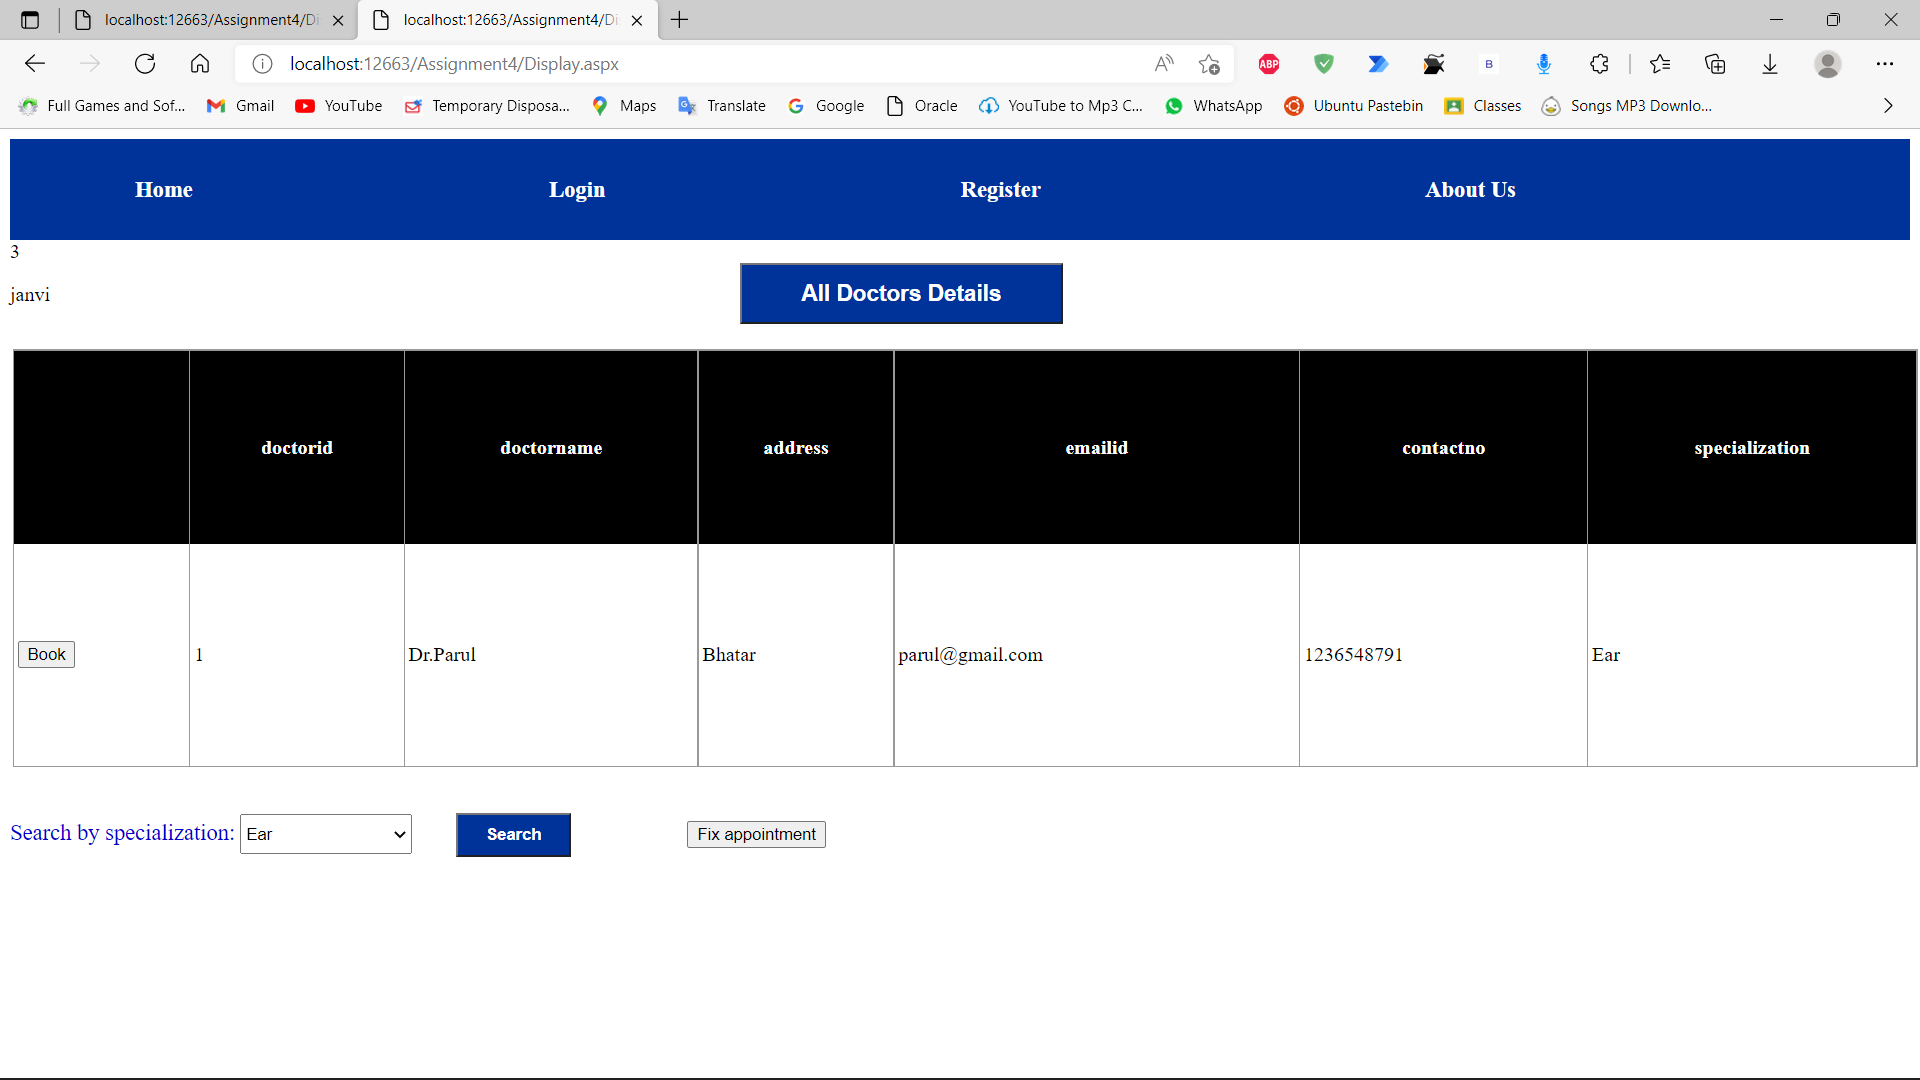 localhost:12663/Assignment4/Di localhost:12663/Assignment4/Di
localhost:12663/Assignment4/Display.aspx ABP B
Full Games and Sof... Gmail YouTube Temporary Disposa... Maps Translate Google Oracle YouTube to Mp3 C... WhatsApp Ubuntu Pastebin Classes Songs MP3 Downlo...
Home Login Register About Us
3
janvi
All Doctors Details
doctorid doctorname address emailid contactno specialization
Book 1 Dr.Parul Bhatar parul@gmail.com 1236548791 Ear
Search by specialization: Ear Search Fix appointment